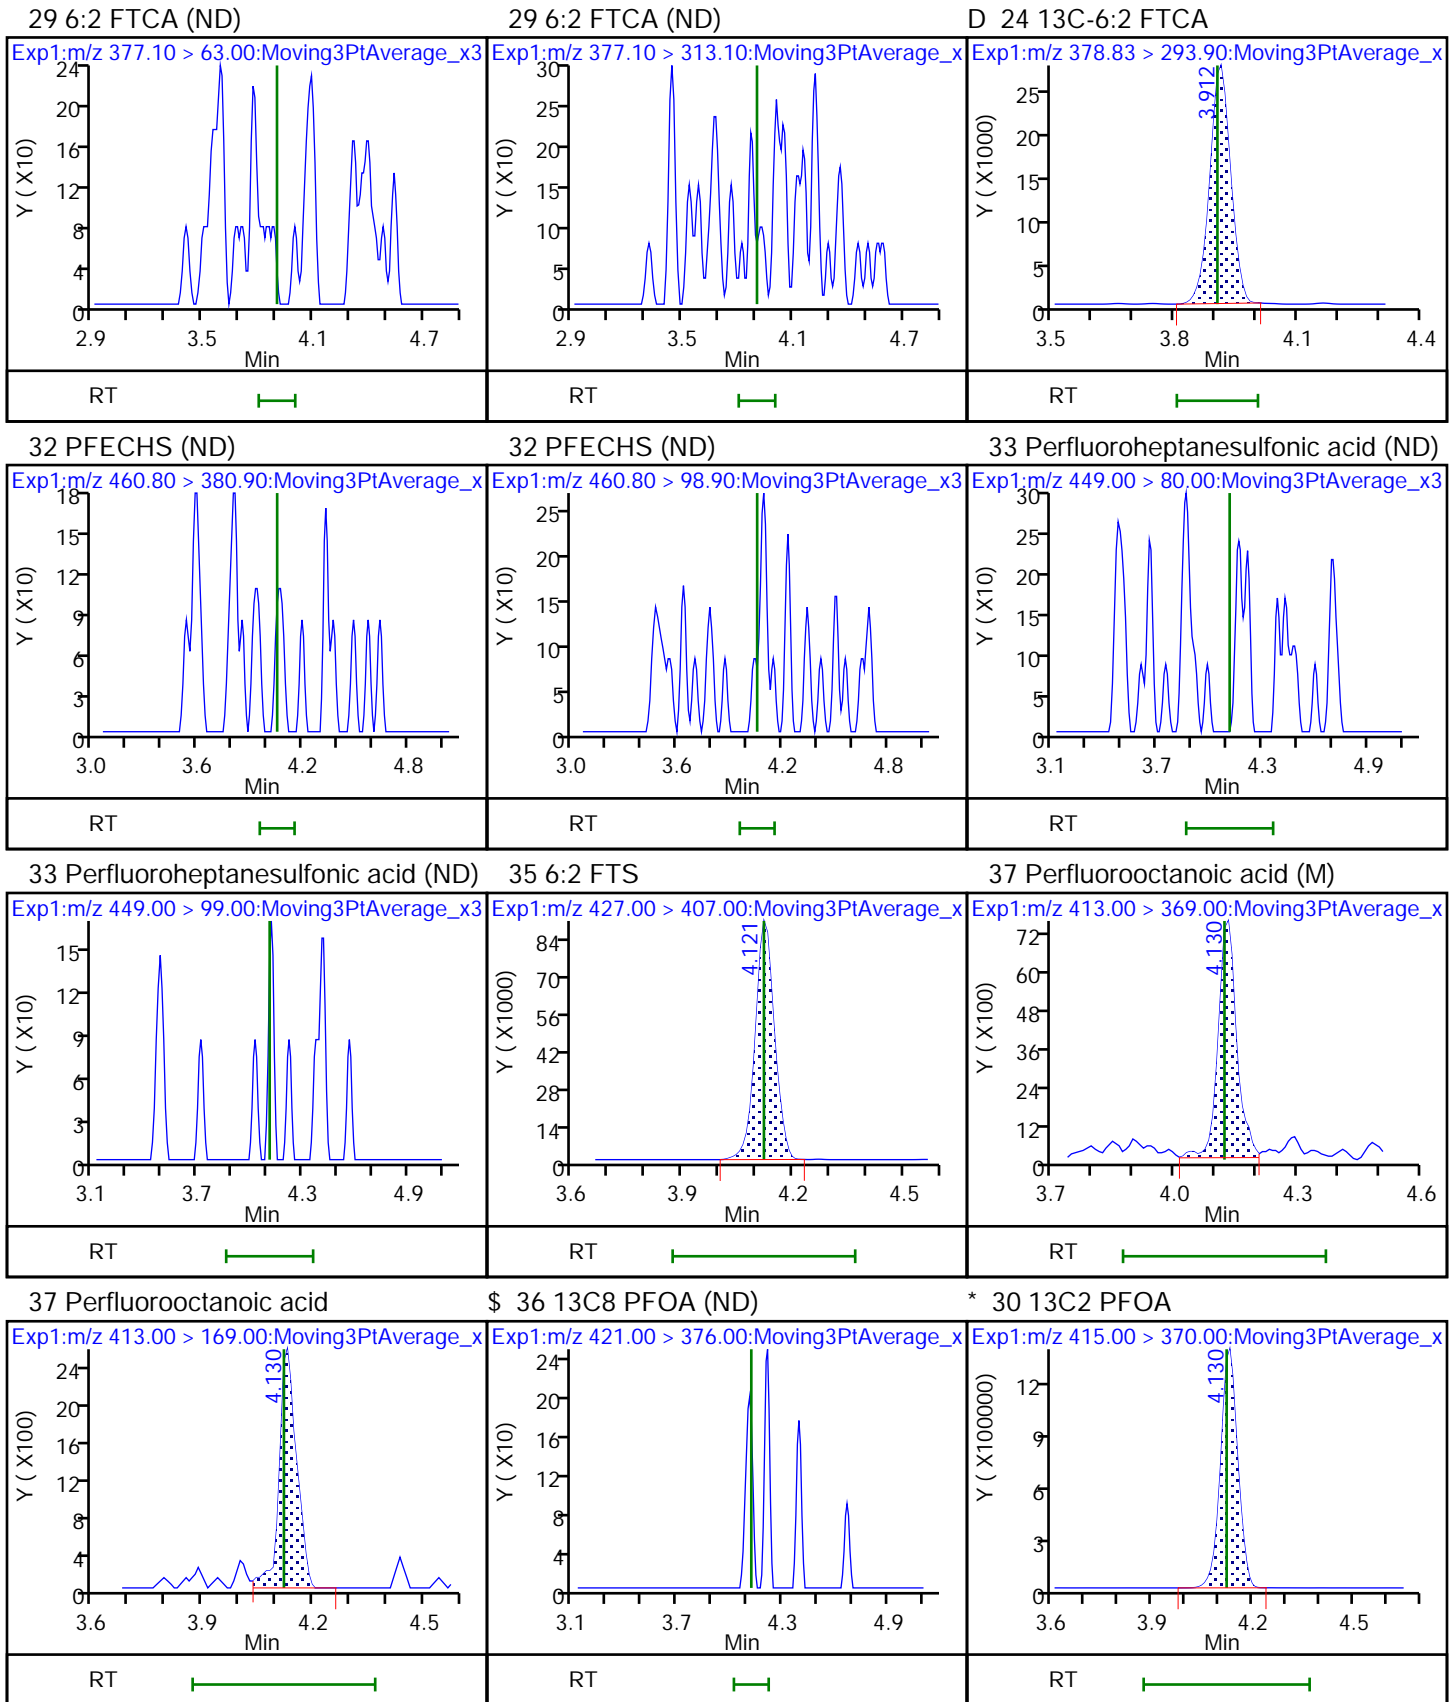 29 6:2 FTCA (ND)
Exp1:m/z 377.10 > 63.00:Moving3PtAverage_x3
Y ( X10)
24
20
16
12
8
4
0
2.9 3.5 4.1 4.7
Min
RT
29 6:2 FTCA (ND)
Exp1:m/z 377.10 > 313.10:Moving3PtAverage_x
Y ( X10)
30
25
20
15
10
5
0
2.9 3.5 4.1 4.7
Min
RT
D 24 13C-6:2 FTCA
Exp1:m/z 378.83 > 293.90:Moving3PtAverage_x
3.912
Y ( X1000)
25
20
15
10
5
0
3.5 3.8 4.1 4.4
Min
RT
32 PFECHS (ND)
Exp1:m/z 460.80 > 380.90:Moving3PtAverage_x
Y ( X10)
18
15
12
9
6
3
0
3.0 3.6 4.2 4.8
Min
RT
32 PFECHS (ND)
Exp1:m/z 460.80 > 98.90:Moving3PtAverage_x3
Y ( X10)
25
20
15
10
5
0
3.0 3.6 4.2 4.8
Min
RT
33 Perfluoroheptanesulfonic acid (ND)
Exp1:m/z 449.00 > 80.00:Moving3PtAverage_x3
Y ( X10)
30
25
20
15
10
5
0
3.1 3.7 4.3 4.9
Min
RT
33 Perfluoroheptanesulfonic acid (ND)
Exp1:m/z 449.00 > 99.00:Moving3PtAverage_x3
Y ( X10)
15
12
9
6
3
0
3.1 3.7 4.3 4.9
Min
RT
35 6:2 FTS
Exp1:m/z 427.00 > 407.00:Moving3PtAverage_x
4.121
Y ( X1000)
84
70
56
42
28
14
0
3.6 3.9 4.2 4.5
Min
RT
37 Perfluorooctanoic acid (M)
Exp1:m/z 413.00 > 369.00:Moving3PtAverage_x
4.130
Y ( X100)
72
60
48
36
24
12
0
3.7 4.0 4.3 4.6
Min
RT
37 Perfluorooctanoic acid
Exp1:m/z 413.00 > 169.00:Moving3PtAverage_x
4.130
Y ( X100)
24
20
16
12
8
4
0
3.6 3.9 4.2 4.5
Min
RT
$ 36 13C8 PFOA (ND)
Exp1:m/z 421.00 > 376.00:Moving3PtAverage_x
Y ( X10)
24
20
16
12
8
4
0
3.1 3.7 4.3 4.9
Min
RT
* 30 13C2 PFOA
Exp1:m/z 415.00 > 370.00:Moving3PtAverage_x
4.130
Y ( X100000)
12
9
6
3
0
3.6 3.9 4.2 4.5
Min
RT